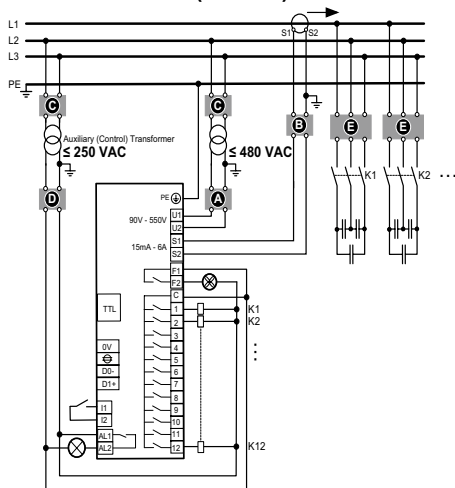 L1
L2
L3
PE
S1 S2
C
C
B
E
E
Auxiliary (Control) Transformer
≤ 250 VAC
≤ 480 VAC
K1
K2 ...
D
A
PE
90V - 550V
U1
U2
15mA - 6A
S1
S2
F1
F2
C
TTL
1
K1
2
K2
3
0V
4
5
D0-
6
D1+
7
8
I1
9
I2
10
AL1
11
AL2
12
K12